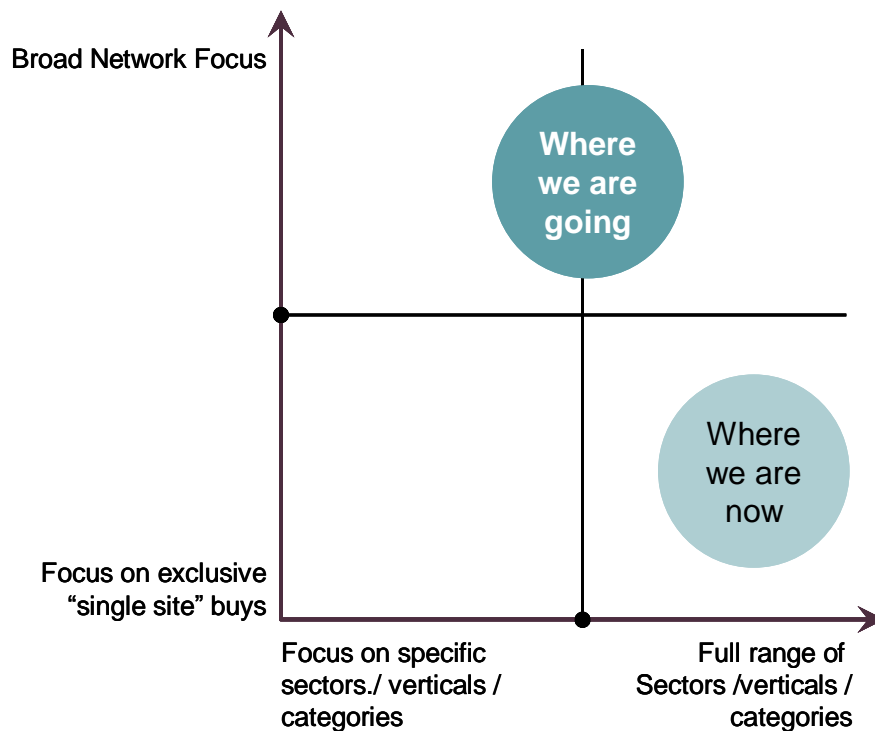 Broad Network Focus
Where
we are
going
Where
we are
now
Focus on exclusive
“single site” buys
Focus on specific
sectors./ verticals /
categories
Full range of
Sectors /verticals /
categories